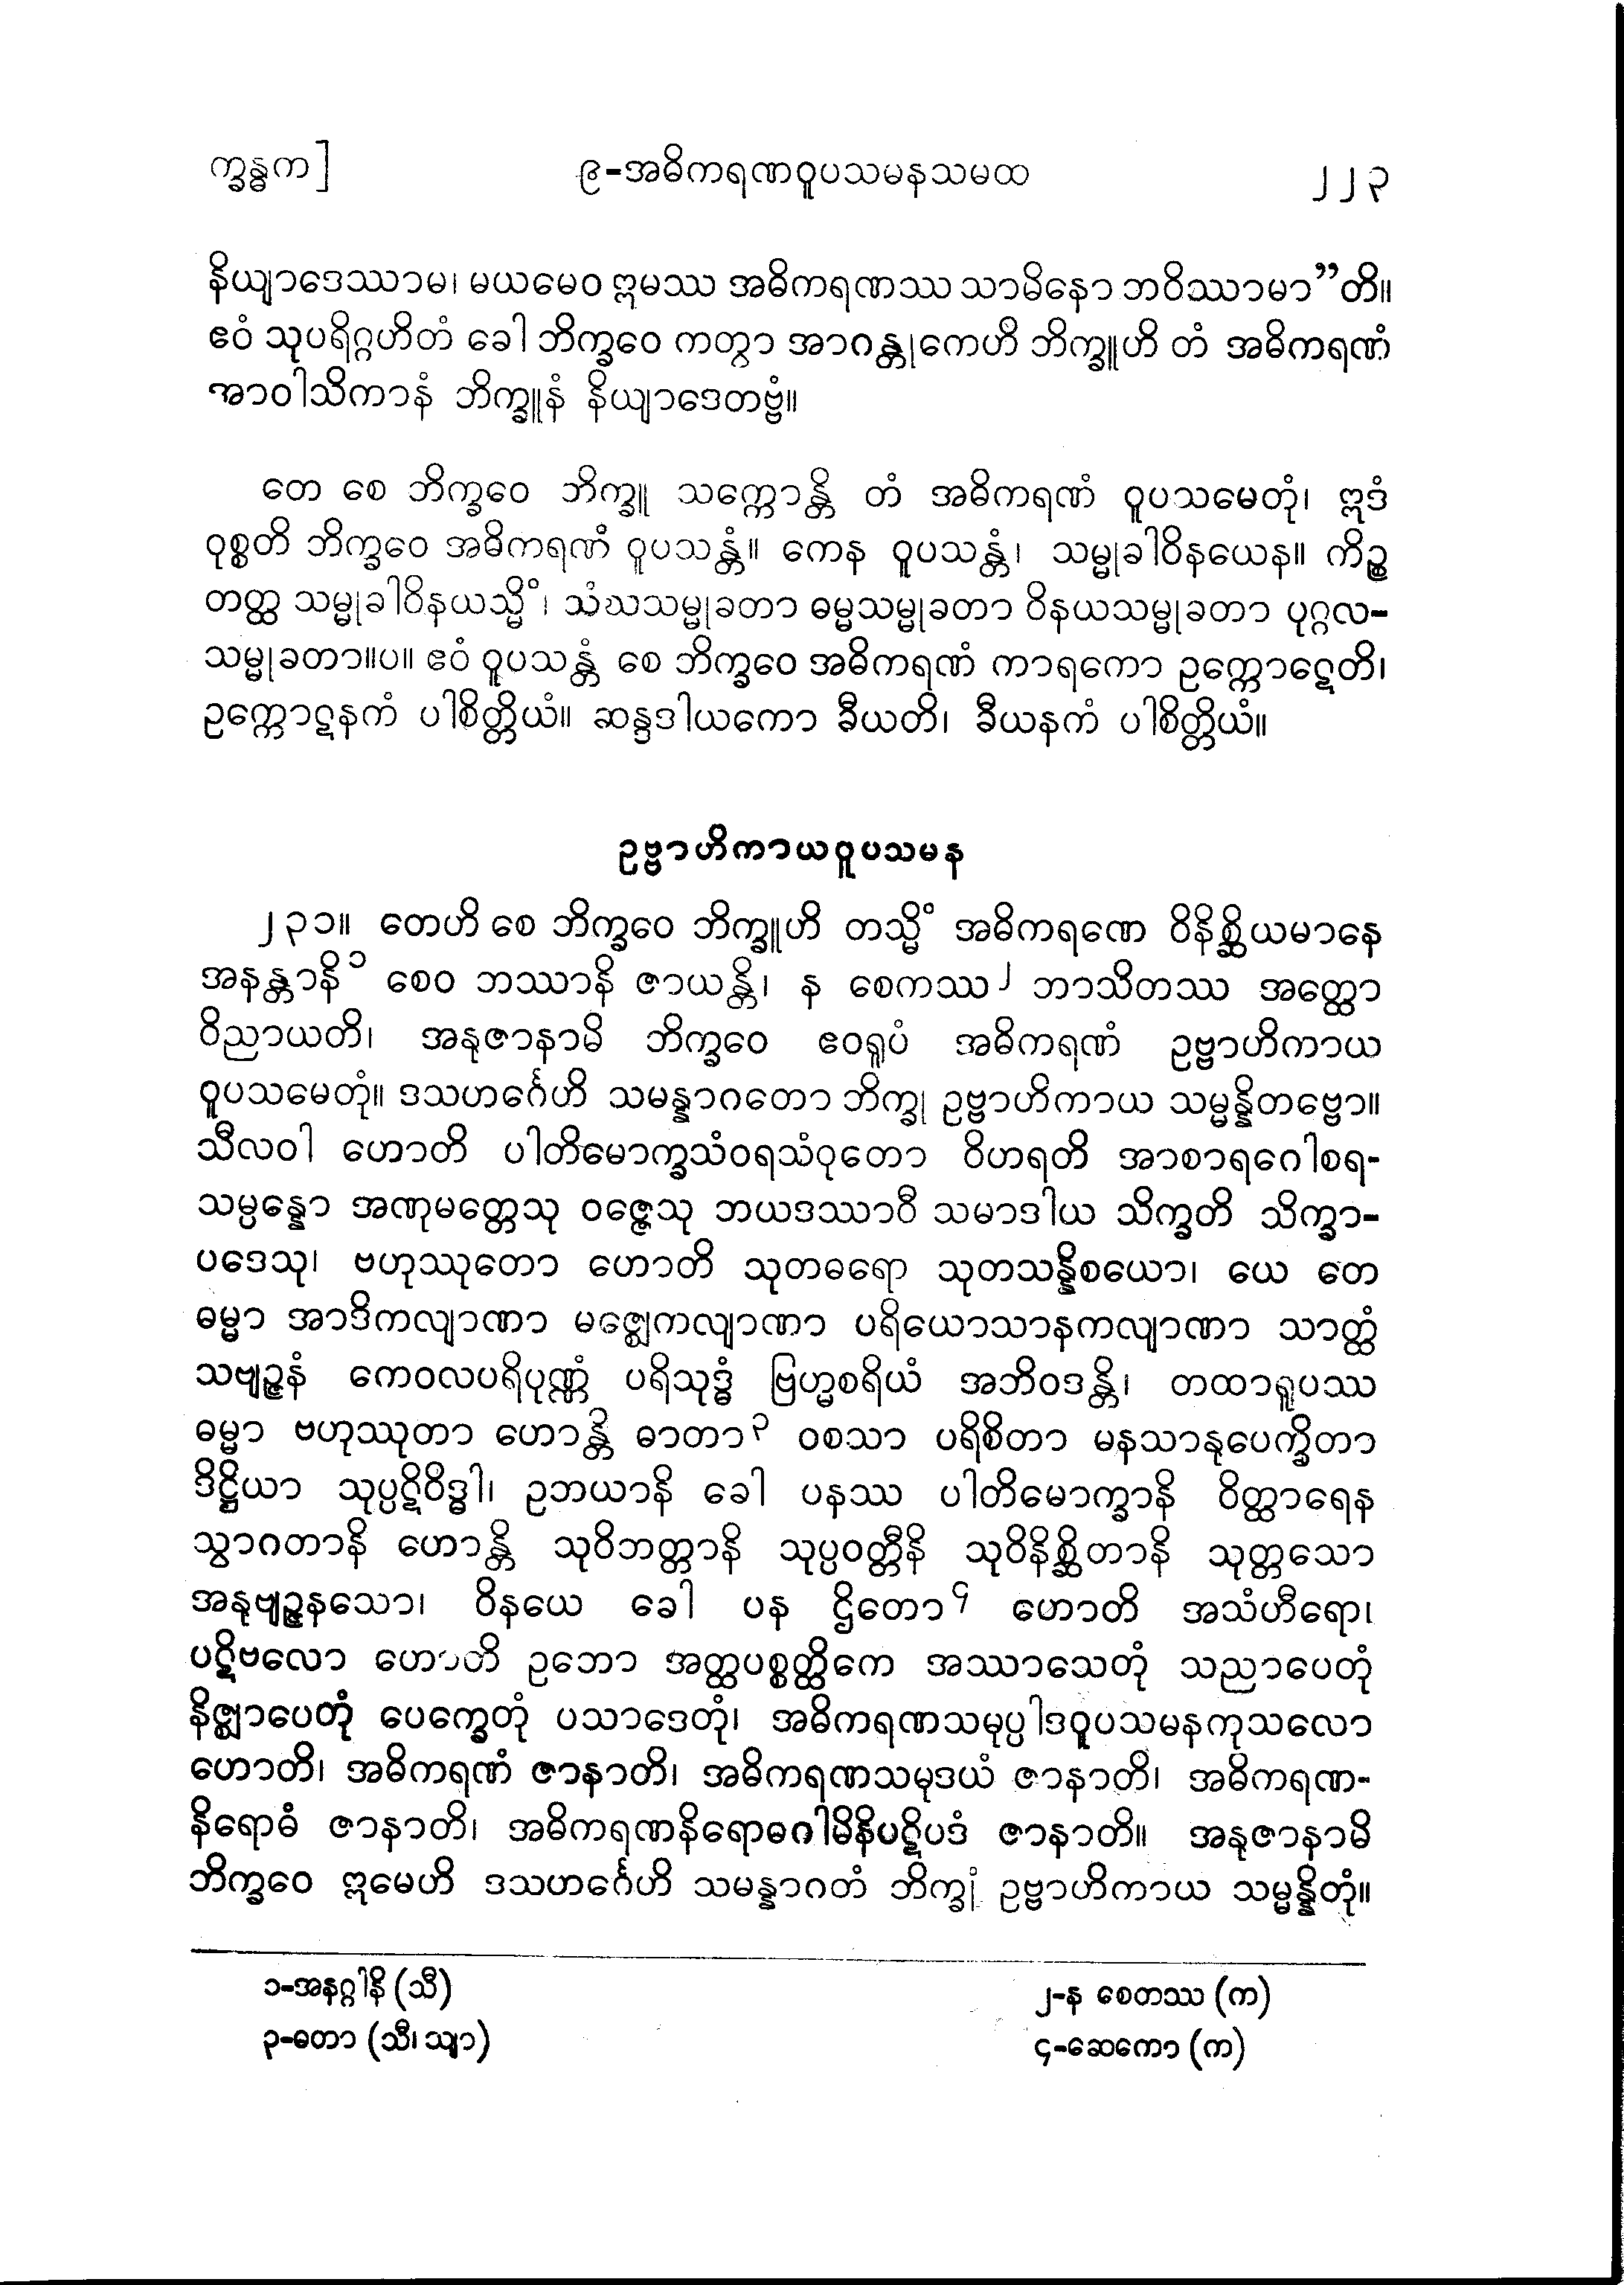 က္ခန္ဓက]
၉-အဓိကရဏဝူပသမနသမထ
၂၂၃
နိယျာဒေဿာမ၊ မယမေဝ ဣမဿ အဓိကရဏဿ သာမိနော ဘဝိဿာမာ”တိ။
ဧဝံ သုပရိဂ္ဂဟိတံ ခေါ ဘိက္ခဝေ ကတွာ အာဂန္တုကေဟိ ဘိက္ခူဟိ တံ အဓိကရဏံ
အာဝါသိကာနံ ဘိက္ခူနံ နိယျာဒေတဗ္ဗံ။
တေ စေ ဘိက္ခဝေ ဘိက္ခူ သက္ကောန္တိ တံ အဓိကရဏံ ဝူပသမေတုံ၊ ဣဒံ
ဝုစ္စတိ ဘိက္ခဝေ အဓိကရဏံ ဝူပသန္တံ။ ကေန ဝူပသန္တံ၊ သမ္မုခါဝိနယေန။ ကိဉ္စ
တတ္ထ သမ္မုခါဝိနယသ္မိံ၊ သံဃသမ္မုခတာ ဓမ္မသမ္မုခတာ ဝိနယသမ္မုခတာ ပုဂ္ဂလ-
သမ္မုခတာ။ပ။ ဧဝံ ဝူပသန္တံ စေ ဘိက္ခဝေ အဓိကရဏံ ကာရကော ဥက္ကောဋေတိ၊
ဥက္ကောဋနကံ ပါစိတ္တိယံ။ ဆန္ဒဒါယကော ခီယတိ၊ ခီယနကံ ပါစိတ္တိယံ။
ဥဗ္ဗာဟိကာယဝူပသမန
၂၃၁။ တေဟိ စေ ဘိက္ခဝေ ဘိက္ခူဟိ တသ္မိံ အဓိကရဏေ ဝိနိစ္ဆိယမာနေ
အနန္တာနိ၁ စေဝ ဘဿာနိ ဇာယန္တိ၊ န စေကဿ၂ ဘာသိတဿ အတ္ထော
ဝိညာယတိ၊ အနုဇာနာမိ ဘိက္ခဝေ ဧဝရူပံ အဓိကရဏံ ဥဗ္ဗာဟိကာယ
ဝူပသမေတုံ။ ဒသဟင်္ဂေဟိ သမန္နာဂတော ဘိက္ခု ဥဗ္ဗာဟိကာယ သမ္မန္နိတဗ္ဗော။
သီလဝါ ဟောတိ ပါတိမောက္ခသံဝရသံဝုတော ဝိဟရတိ အာစာရဂေါစရ-
သမ္ပန္နော အဏုမတ္တေသု ဝဇ္ဇေသု ဘယဒဿာဝီ သမာဒါယ သိက္ခတိ သိက္ခာ-
ပဒေသု၊ ဗဟုဿုတော ဟောတိ သုတဓရော သုတသန္နိစယော၊ ယေ တေ
ဓမ္မာ အာဒိကလျာဏာ မဇ္ဈေကလျာဏာ ပရိယောသာနကလျာဏာ သာတ္ထံ
သဗျဉ္ဇနံ ကေဝလပရိပုဏ္ဏံ ပရိသုဒ္ဓံ ဗြဟ္မစရိယံ အဘိဝဒန္တိ၊ တထာရူပဿ
ဓမ္မာ ဗဟုဿုတာ ဟောန္တိ ဓာတာ၃ ဝစသာ ပရိစိတာ မနသာနုပေက္ခိတာ
ဒိဋ္ဌိယာ သုပ္ပဋိဝိဒ္ဓါ၊ ဥဘယာနိ ခေါ ပနဿ ပါတိမောက္ခာနိ ဝိတ္ထာရေန
သွာဂတာနိ ဟောန္တိ သုဝိဘတ္တာနိ သုပ္ပဝတ္တီနိ သုဝိနိစ္ဆိတာနိ သုတ္တသော
အနုဗျဉ္ဇနသော၊ ဝိနယေ ခေါ ပန ဌိတော၄ ဟောတိ အသံဟီရော၊
ပဋိဗလော ဟောတိ ဥဘော အတ္ထပစ္စတ္ထိကေ အဿာသေတုံ သညာပေတုံ
နိဇ္ဈာပေတုံ ပေက္ခေတုံ ပသာဒေတုံ၊ အဓိကရဏသမုပ္ပါဒဝူပသမနကုသလော
ဟောတိ၊ အဓိကရဏံ ဇာနာတိ၊ အဓိကရဏသမုဒယံ ဇာနာတိ၊ အဓိကရဏ-
နိရောဓံ ဇာနာတိ၊ အဓိကရဏနိရောဓဂါမိနိပဋိပဒံ ဇာနာတိ။ အနုဇာနာမိ
ဘိက္ခဝေ ဣမေဟိ ဒသဟင်္ဂေဟိ သမန္နာဂတံ ဘိက္ခုံ ဥဗ္ဗာဟိကာယ သမ္မန္နိတုံ။
၁-အနဂ္ဂါနိ (သီ)
၂-န စေတဿ (က)
၃-ဓတာ (သီ၊ သျာ)
၄-ဆေကော (က)